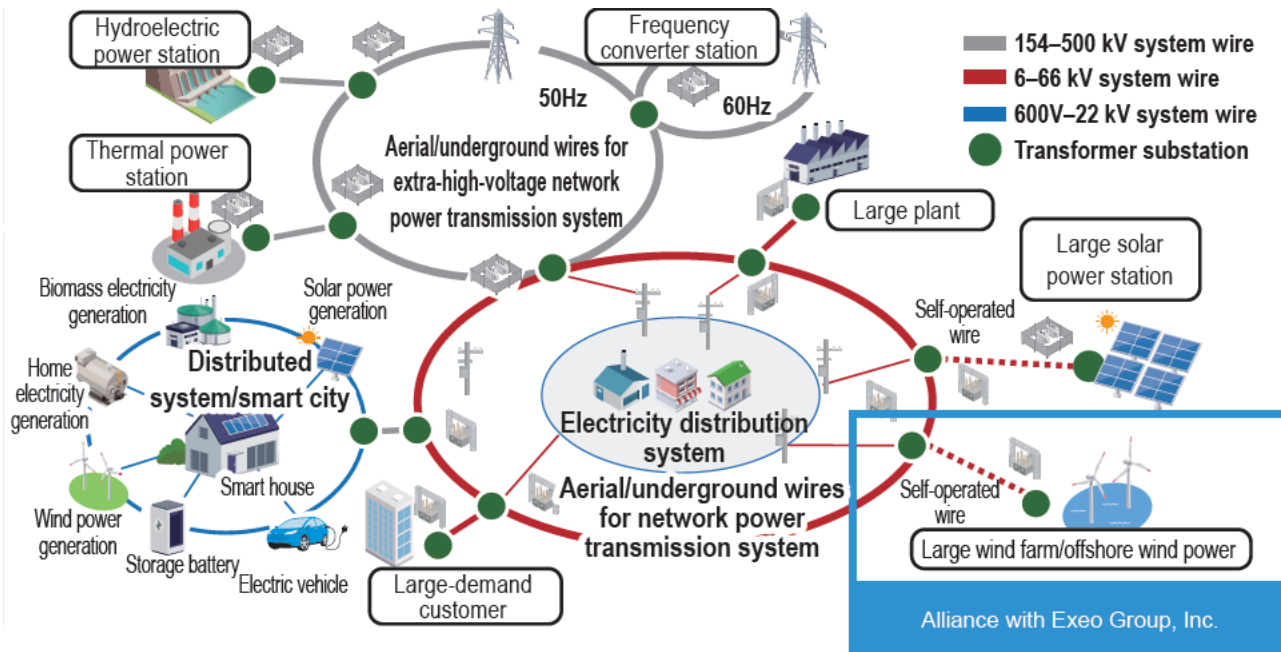 Hydroelectric
power station
Frequency
converter station
154–500 kV system wire
6–66 kV system wire
600V–22 kV system wire
Transformer substation
50Hz
60Hz
Thermal power
station
Aerial/underground wires for
extra-high-voltage network
power transmission system
Large plant
Large solar
power station
Biomass electricity
generation
Solar power
generation
Self-operated
wire
Home
electricity
generation
Distributed
system/smart city
Electricity distribution
system
Smart house
Wind power
generation
Storage battery
Electric vehicle
Large-demand
customer
Aerial/underground wires
for network power
transmission system
Self-operated
wire
Large wind farm/offshore wind power
Alliance with Exeo Group, Inc.